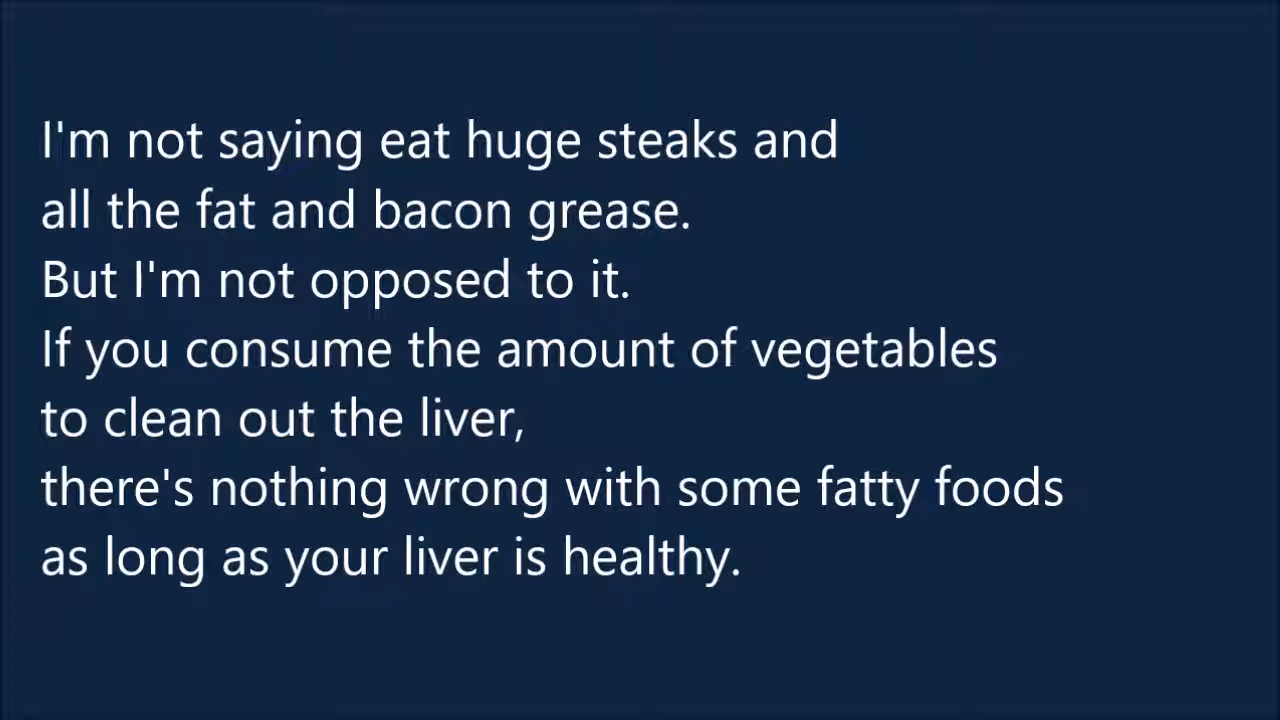 I'm not saying eat huge steaks and
all the fat and bacon grease.
But I'm not opposed to it.
If you consume the amount of vegetables
to clean out the liver,
there's nothing wrong with some fatty foods
as long as your liver is healthy.